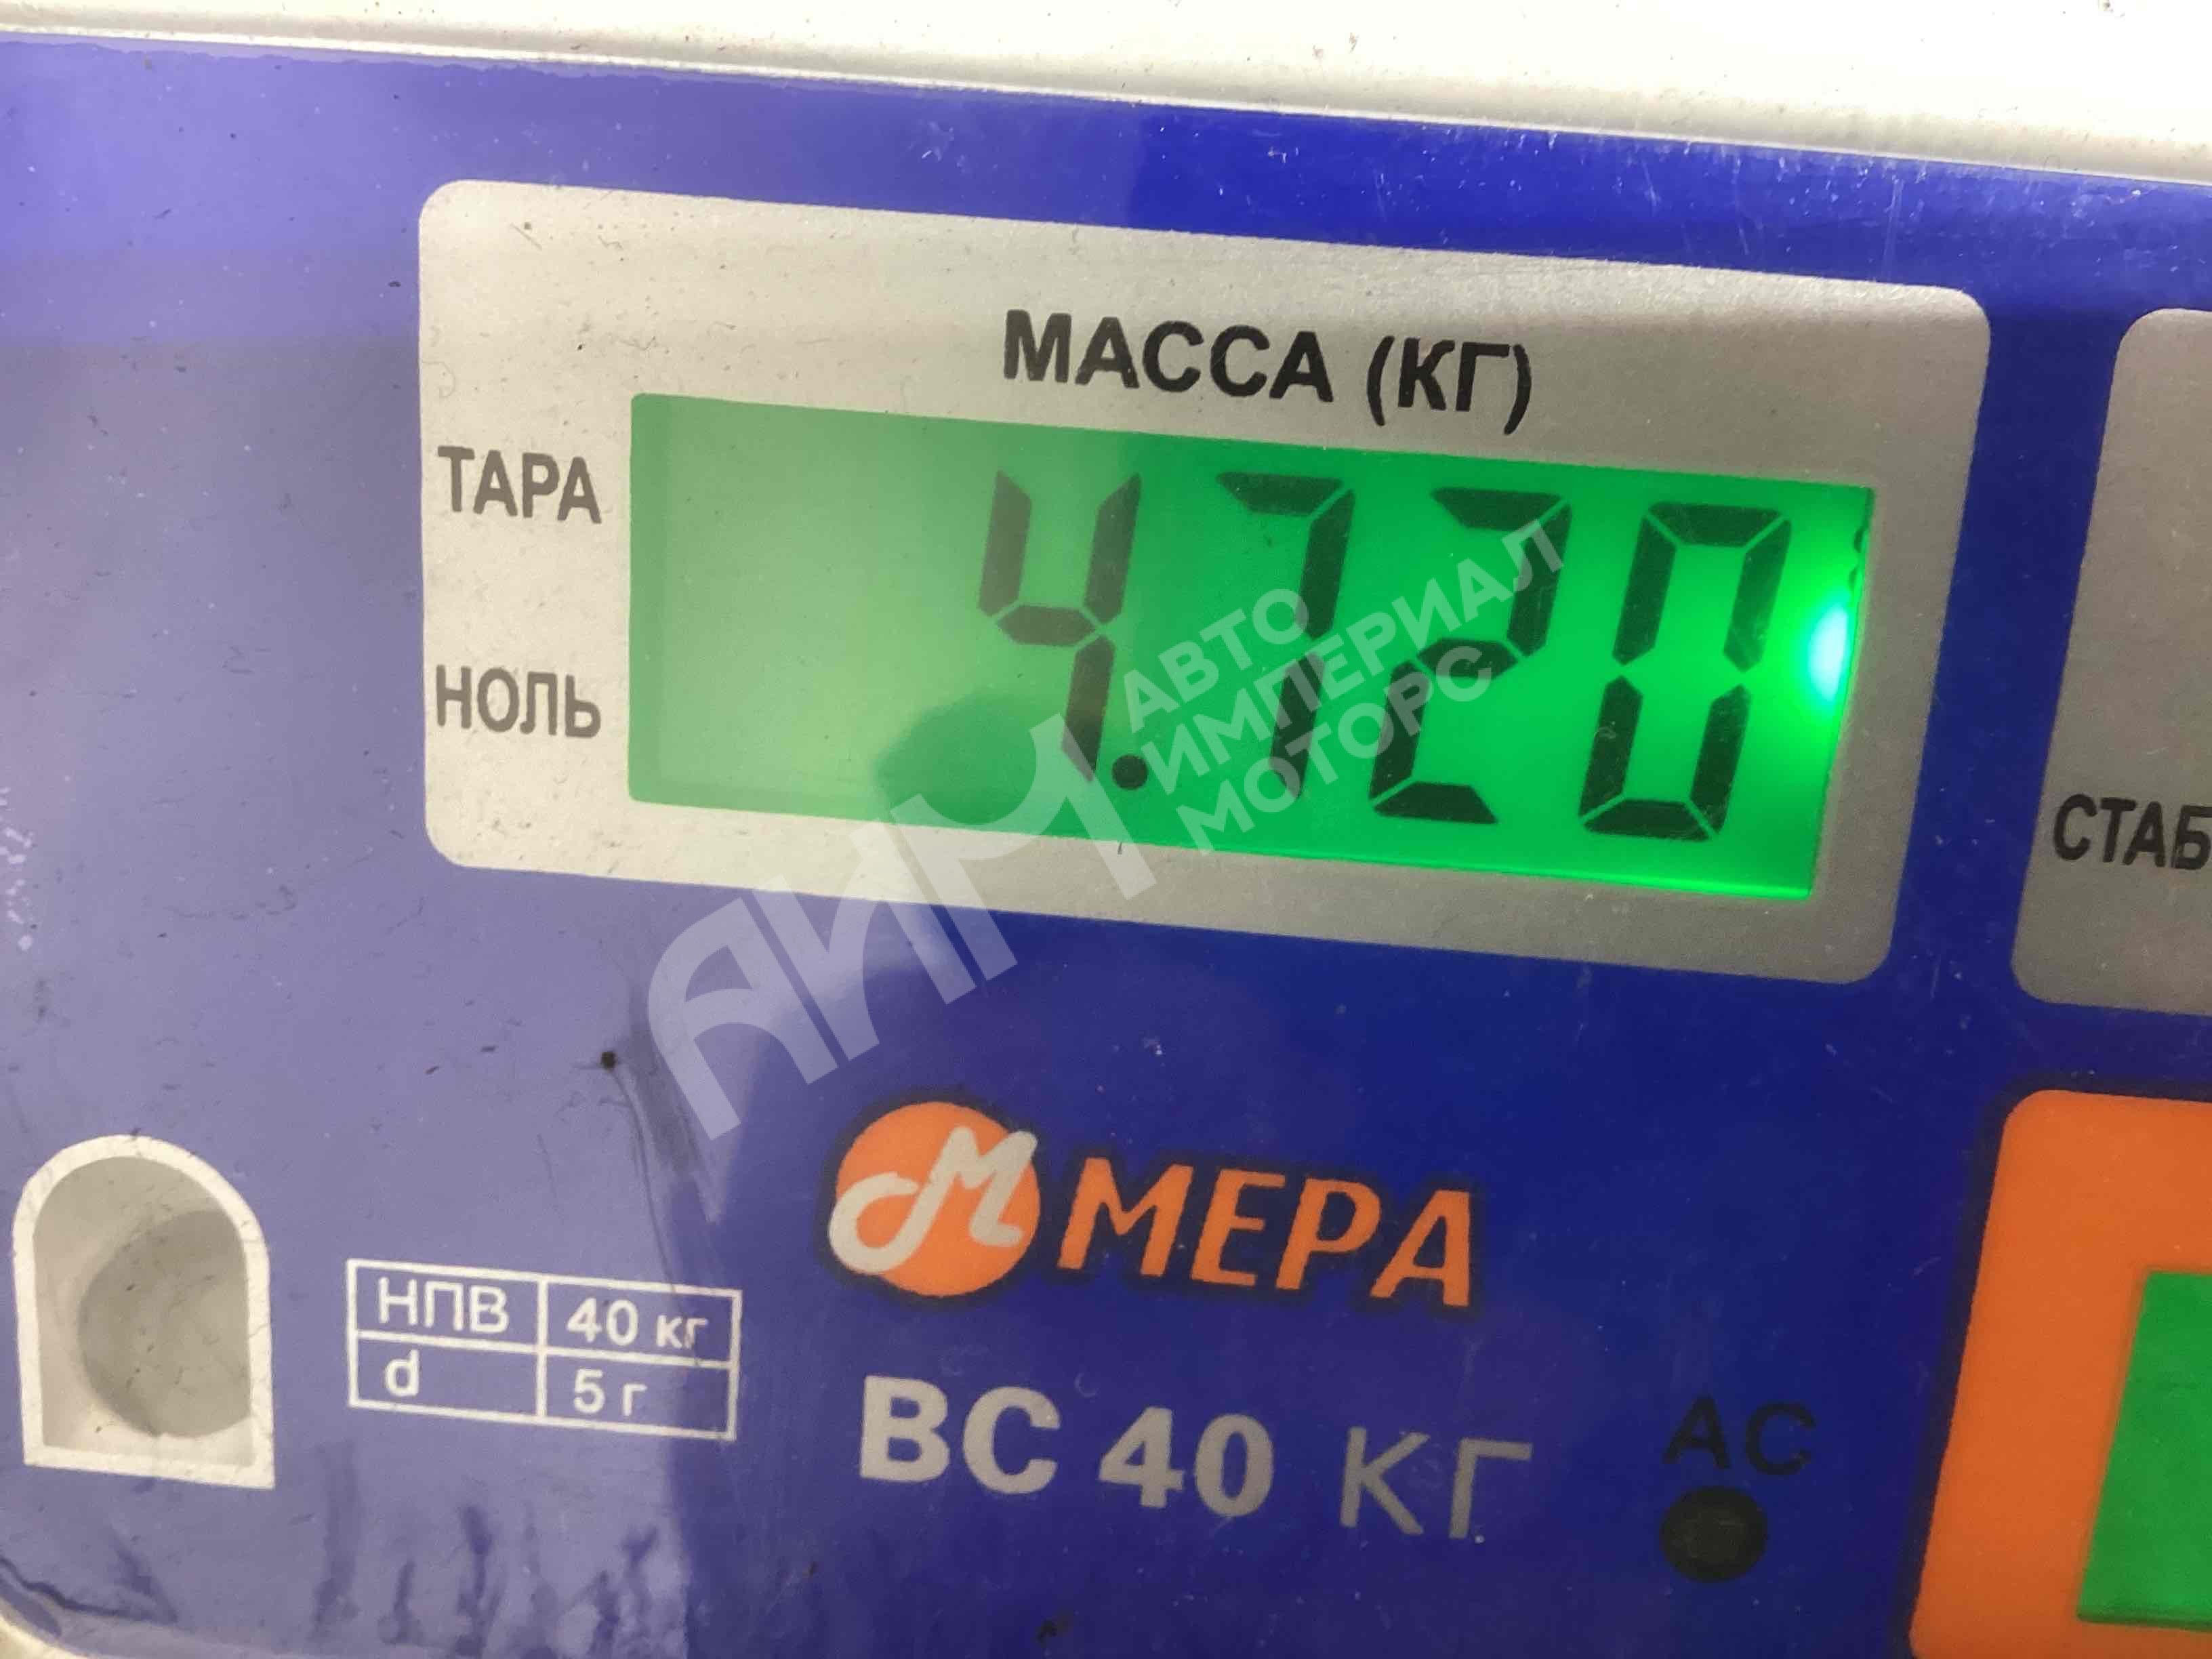 МАССА (КГ)
ТАРА
4.720
НОЛЬ
СТАБ
АИМ
АВТО
ИМПЕРИАЛ
МОТОРС
М МЕРА
НПВ 40 кг
d 5 г
ВС 40 КГ
AC